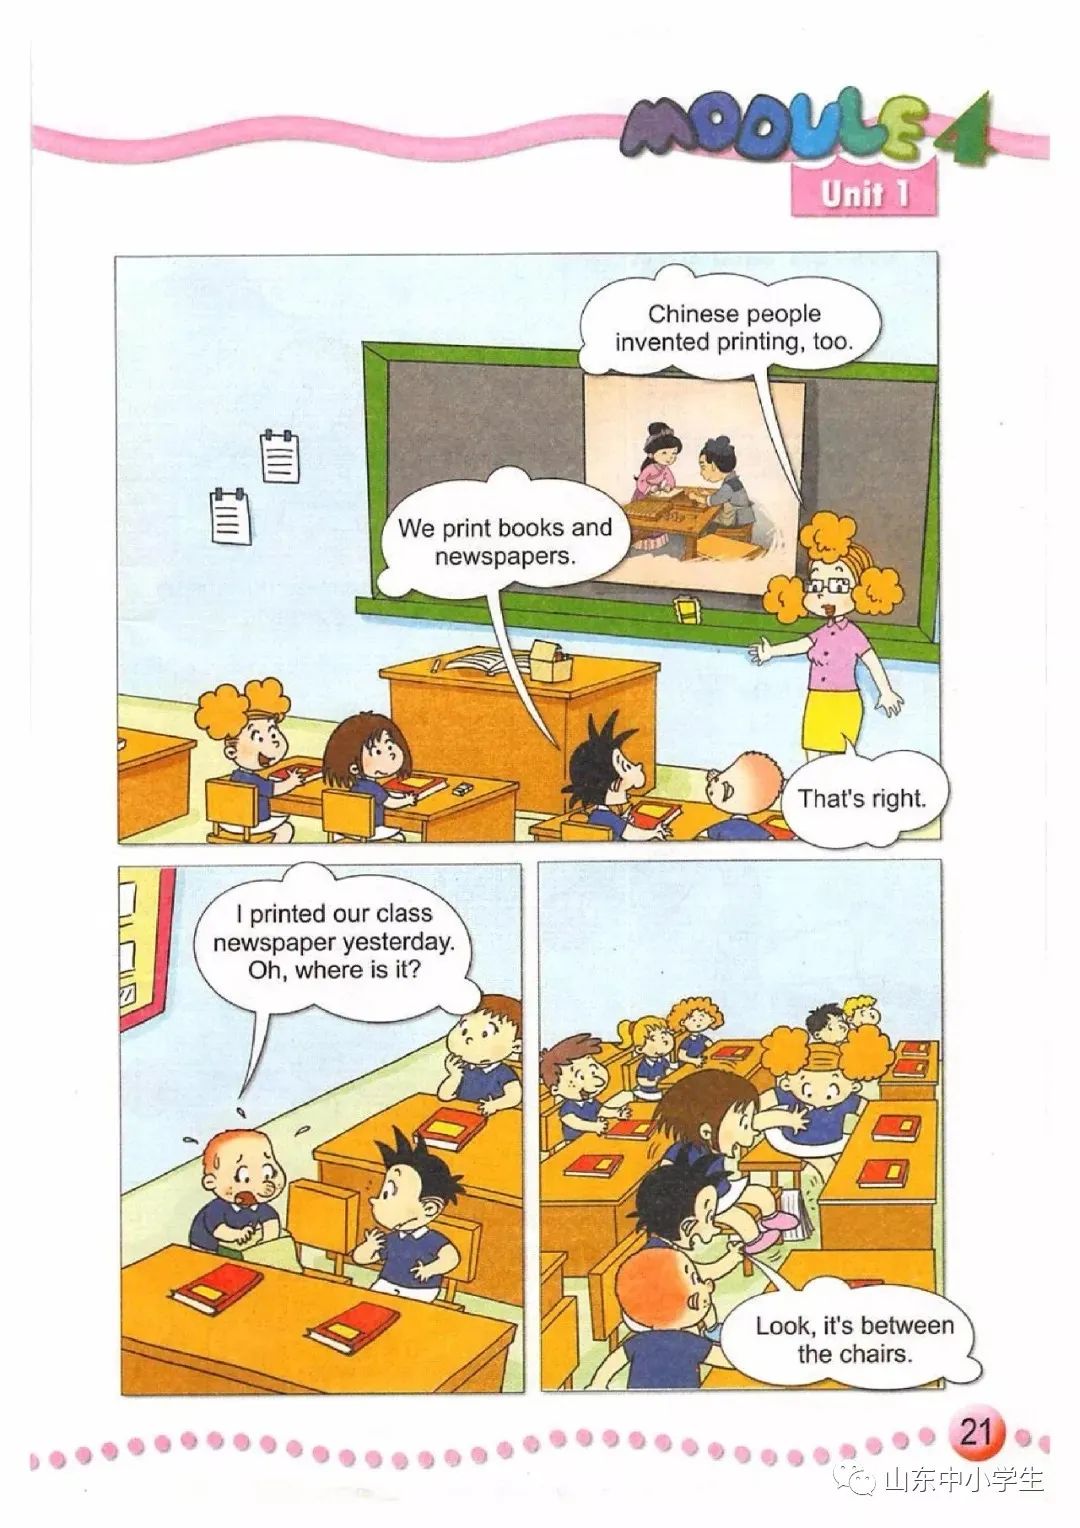 MODULE 4
Unit 1
Chinese people
invented printing, too.
We print books and
newspapers.
That's right.
I printed our class
newspaper yesterday.
Oh, where is it?
Look, it's between
the chairs.
21
山东中小学生